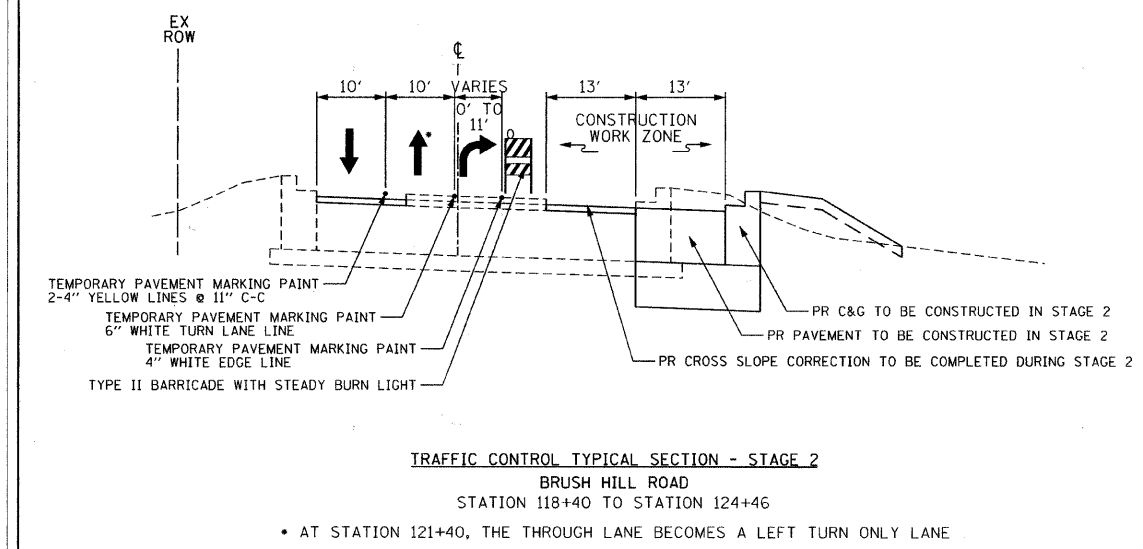 EX
ROW
℄
10' 10' VARIES 13' 13'
0' TO
11'
*
CONSTRUCTION
WORK ZONE
TEMPORARY PAVEMENT MARKING PAINT
2-4" YELLOW LINES @ 11" C-C
TEMPORARY PAVEMENT MARKING PAINT
6" WHITE TURN LANE LINE
TEMPORARY PAVEMENT MARKING PAINT
4" WHITE EDGE LINE
TYPE II BARRICADE WITH STEADY BURN LIGHT
PR C&G TO BE CONSTRUCTED IN STAGE 2
PR PAVEMENT TO BE CONSTRUCTED IN STAGE 2
PR CROSS SLOPE CORRECTION TO BE COMPLETED DURING STAGE 2
TRAFFIC CONTROL TYPICAL SECTION - STAGE 2
BRUSH HILL ROAD
STATION 118+40 TO STATION 124+46
* AT STATION 121+40, THE THROUGH LANE BECOMES A LEFT TURN ONLY LANE